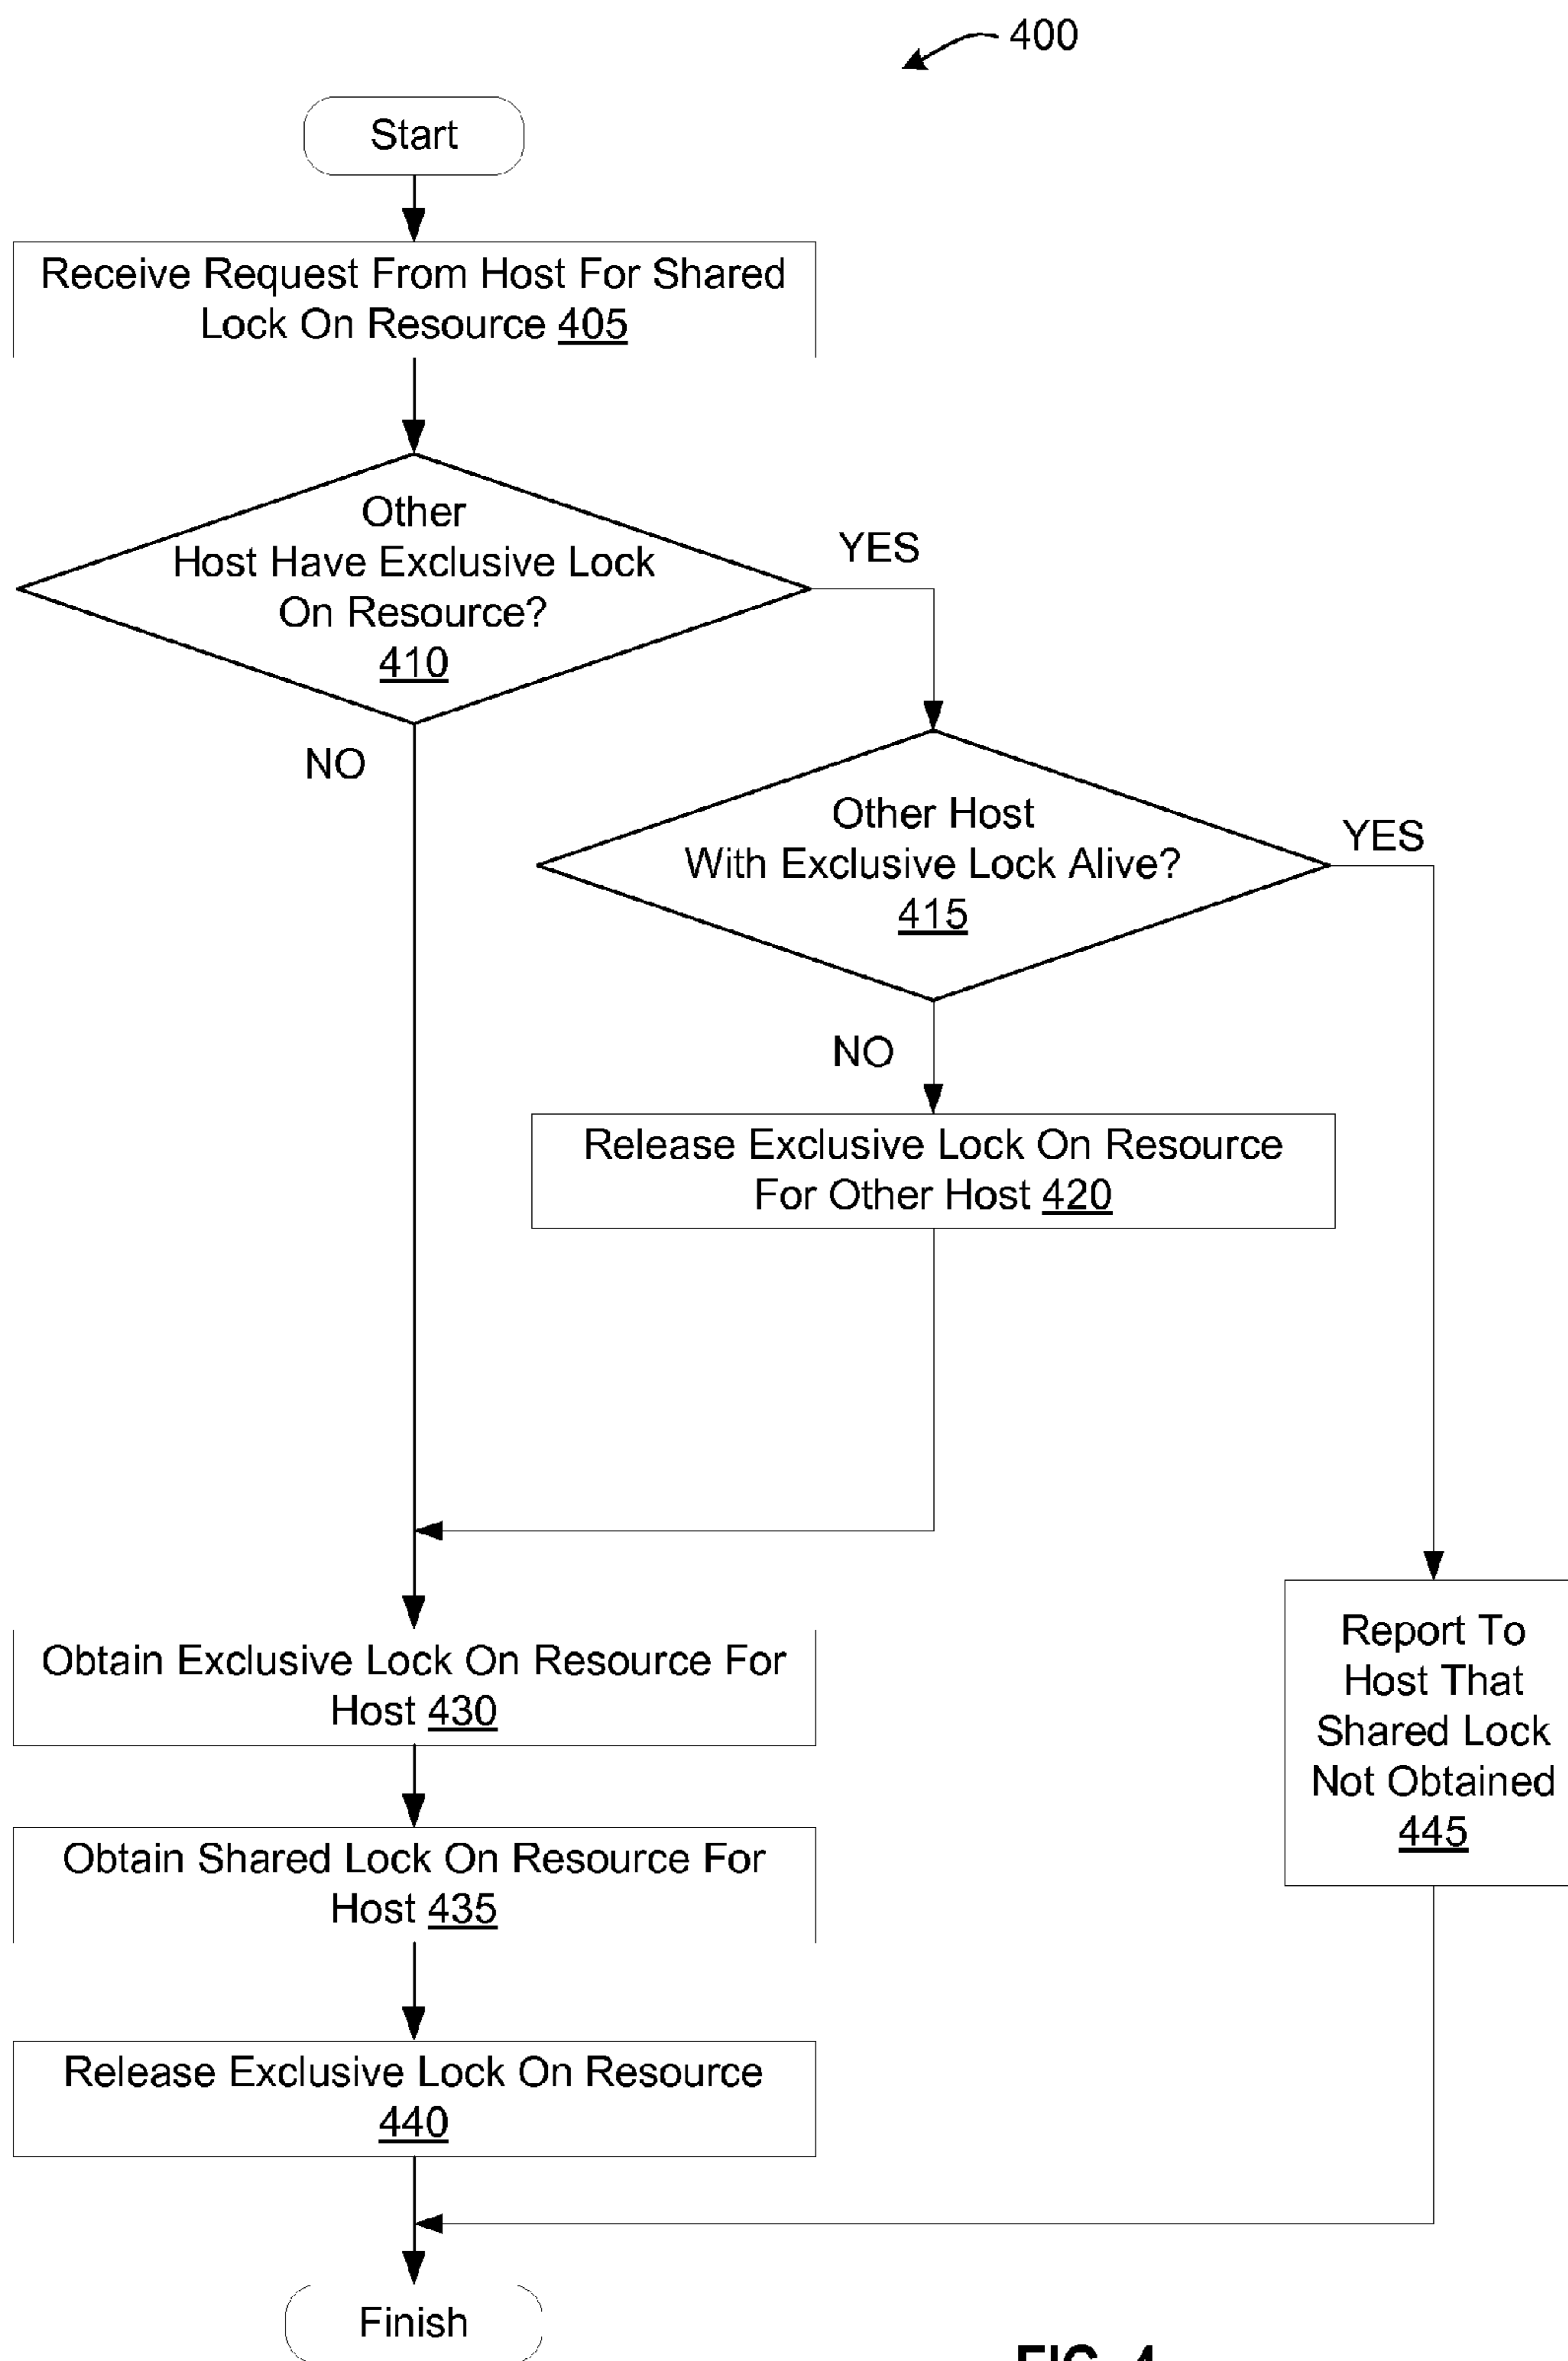 400
Start
Receive Request From Host For Shared
Lock On Resource 405
Other
Host Have Exclusive Lock
On Resource?
410
YES
NO
Other Host
With Exclusive Lock Alive?
415
YES
NO
Release Exclusive Lock On Resource
For Other Host 420
Obtain Exclusive Lock On Resource For
Host 430
Report To
Host That
Shared Lock
Not Obtained
445
Obtain Shared Lock On Resource For
Host 435
Release Exclusive Lock On Resource
440
Finish
FIG. 4